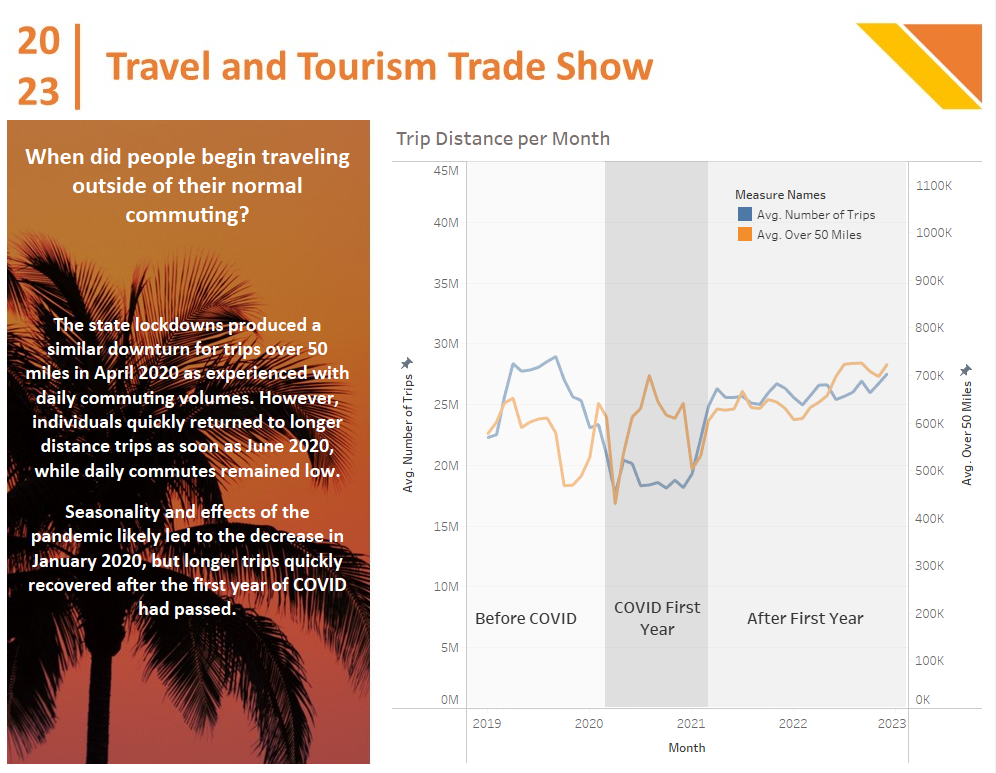 20
23
Travel and Tourism Trade Show
When did people begin traveling
outside of their normal
commuting?
The state lockdowns produced a
similar downturn for trips over 50
miles in April 2020 as experienced with
daily commuting volumes. However,
individuals quickly returned to longer
distance trips as soon as June 2020,
while daily commutes remained low.
Seasonality and effects of the
pandemic likely led to the decrease in
January 2020, but longer trips quickly
recovered after the first year of COVID
had passed.
Trip Distance per Month
Avg. Number of Trips
45M
40M
35M
30M
25M
20M
15M
10M
5M
0M
Measure Names
Avg. Number of Trips
Avg. Over 50 Miles
Before COVID
COVID First
Year
After First Year
1100K
1000K
900K
800K
700K
600K
500K
400K
300K
200K
100K
0K
Avg. Over 50 Miles
2019
2020
2021
2022
2023
Month